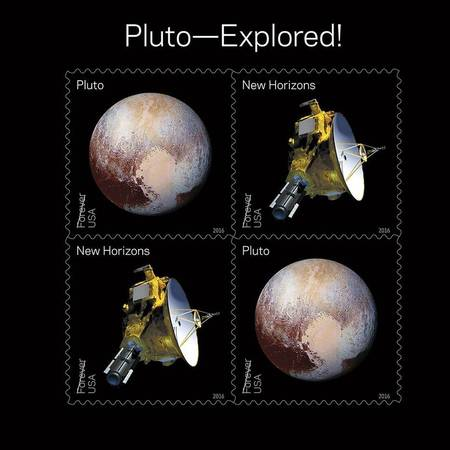 Pluto—Explored!
Pluto
New Horizons
Forever
USA
2016
Forever
USA
2016
New Horizons
Pluto
Forever
USA
2016
Forever
USA
2016